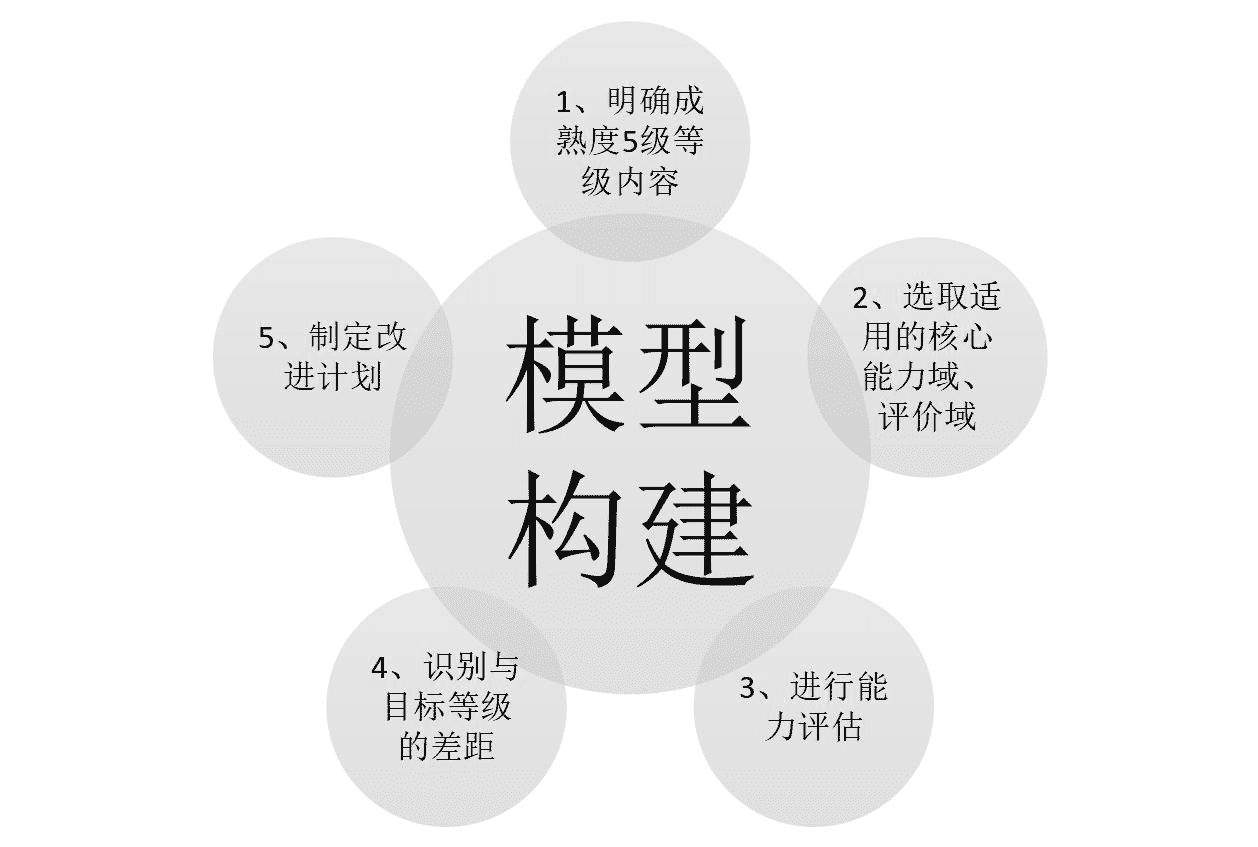 1、明确成
熟度5级等
级内容
2、选取适
用的核心
能力域、
评价域
3、进行能
力评估
4、识别与
目标等级
的差距
5、制定改
进计划
模型
构建